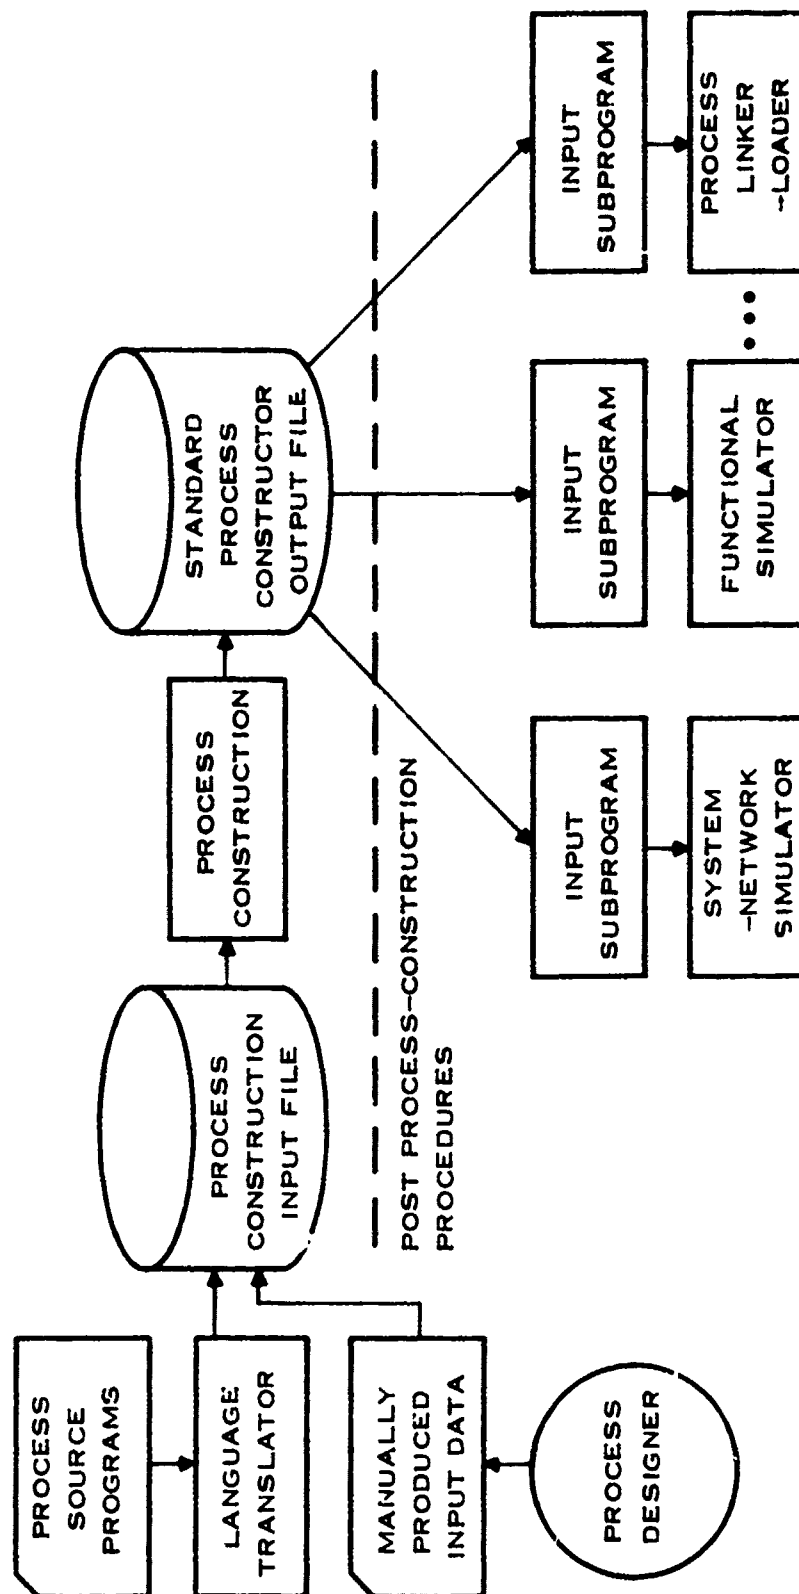 PROCESS
SOURCE
PROGRAMS
LANGUAGE
TRANSLATOR
MANUALLY
PRODUCED
INPUT DATA
PROCESS
DESIGNER
PROCESS
CONSTRUCTION
INPUT FILE
PROCESS
CONSTRUCTION
STANDARD
PROCESS
CONSTRUCTOR
OUTPUT FILE
POST PROCESS-CONSTRUCTION
PROCEDURES
INPUT
SUBPROGRAM
SYSTEM
-NETWORK
SIMULATOR
INPUT
SUBPROGRAM
FUNCTIONAL
SIMULATOR
...
INPUT
SUBPROGRAM
PROCESS
LINKER
-LOADER